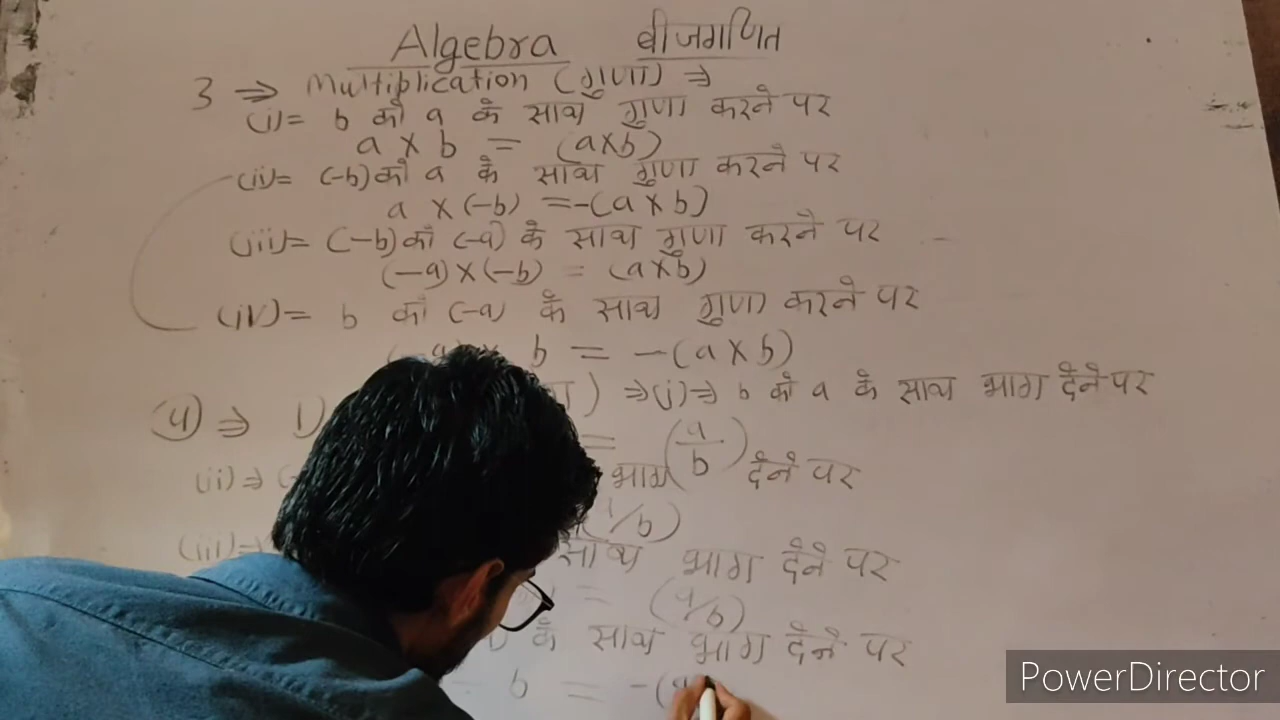 Algebra बीजगणित
3 ⇒ Multiplication (गुणा) ⇒
(i)= b को a के साथ गुणा करने पर
a × b = (a×b)
(ii)= (-b) को a के साथ गुणा करने पर
a × (-b) = -(a × b)
(iii)= (-b) को (-a) के साथ गुणा करने पर
(-a) × (-b) = (a×b)
(iv)= b को (-a) के साथ गुणा करने पर
b = -(a × b)
(4) ⇒ ) ⇒ (i) ⇒ b को a के साथ भाग देने पर
= (a/b)
(ii) ⇒ भाग देने पर
/b)
(iii) साथ भाग देने पर
= (a/b)
के साथ भाग देने पर
b = -(
PowerDirector